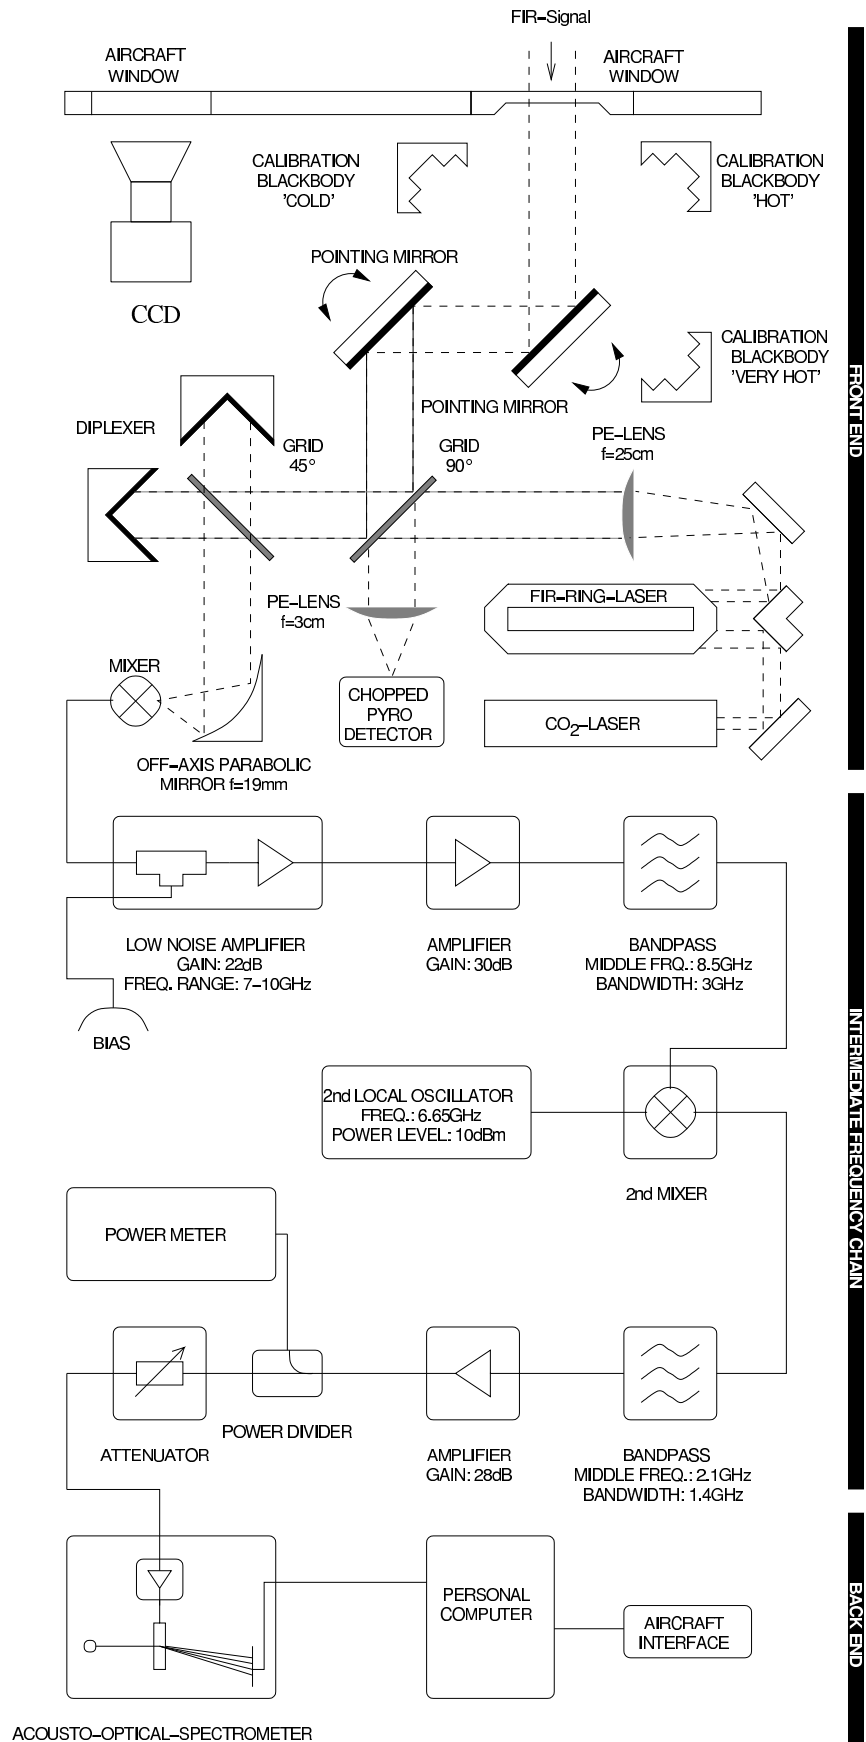 FIR–Signal
AIRCRAFT
WINDOW
AIRCRAFT
WINDOW
CALIBRATION
BLACKBODY
'COLD'
CALIBRATION
BLACKBODY
'HOT'
POINTING MIRROR
CCD
CALIBRATION
BLACKBODY
'VERY HOT'
POINTING MIRROR
DIPLEXER
GRID
45°
GRID
90°
PE–LENS
f=25cm
FRONT END
PE–LENS
f=3cm
FIR–RING–LASER
MIXER
CHOPPED
PYRO
DETECTOR
CO2–LASER
OFF–AXIS PARABOLIC
MIRROR f=19mm
LOW NOISE AMPLIFIER
GAIN: 22dB
FREQ. RANGE: 7–10GHz
AMPLIFIER
GAIN: 30dB
BANDPASS
MIDDLE FRQ.: 8.5GHz
BANDWIDTH: 3GHz
BIAS
2nd LOCAL OSCILLATOR
FREQ.: 6.65GHz
POWER LEVEL: 10dBm
2nd MIXER
INTERMEDIATE FREQUENCY CHAIN
POWER METER
POWER DIVIDER
ATTENUATOR
AMPLIFIER
GAIN: 28dB
BANDPASS
MIDDLE FREQ.: 2.1GHz
BANDWIDTH: 1.4GHz
PERSONAL
COMPUTER
AIRCRAFT
INTERFACE
BACK END
ACOUSTO–OPTICAL–SPECTROMETER